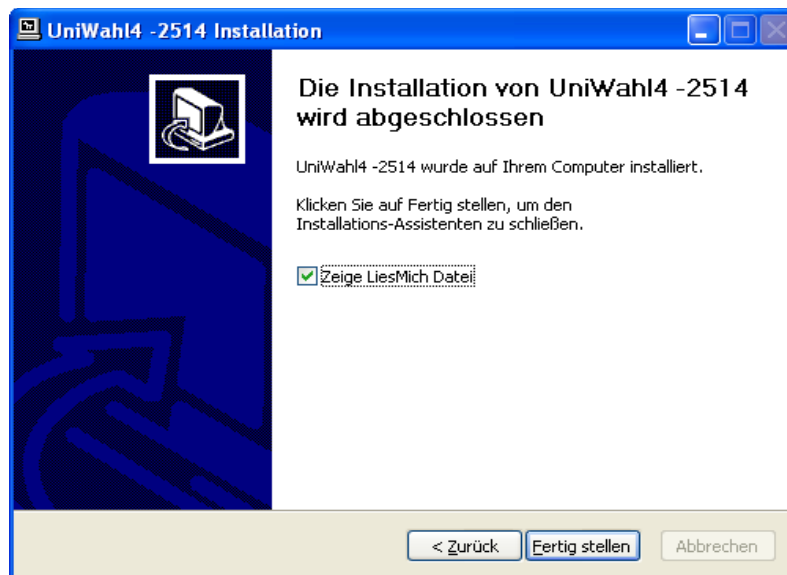 UniWahl4 -2514 Installation
Die Installation von UniWahl4 -2514
wird abgeschlossen
UniWahl4 -2514 wurde auf Ihrem Computer installiert.
Klicken Sie auf Fertig stellen, um den
Installations-Assistenten zu schließen.
Zeige LiesMich Datei
< Zurück Fertig stellen Abbrechen